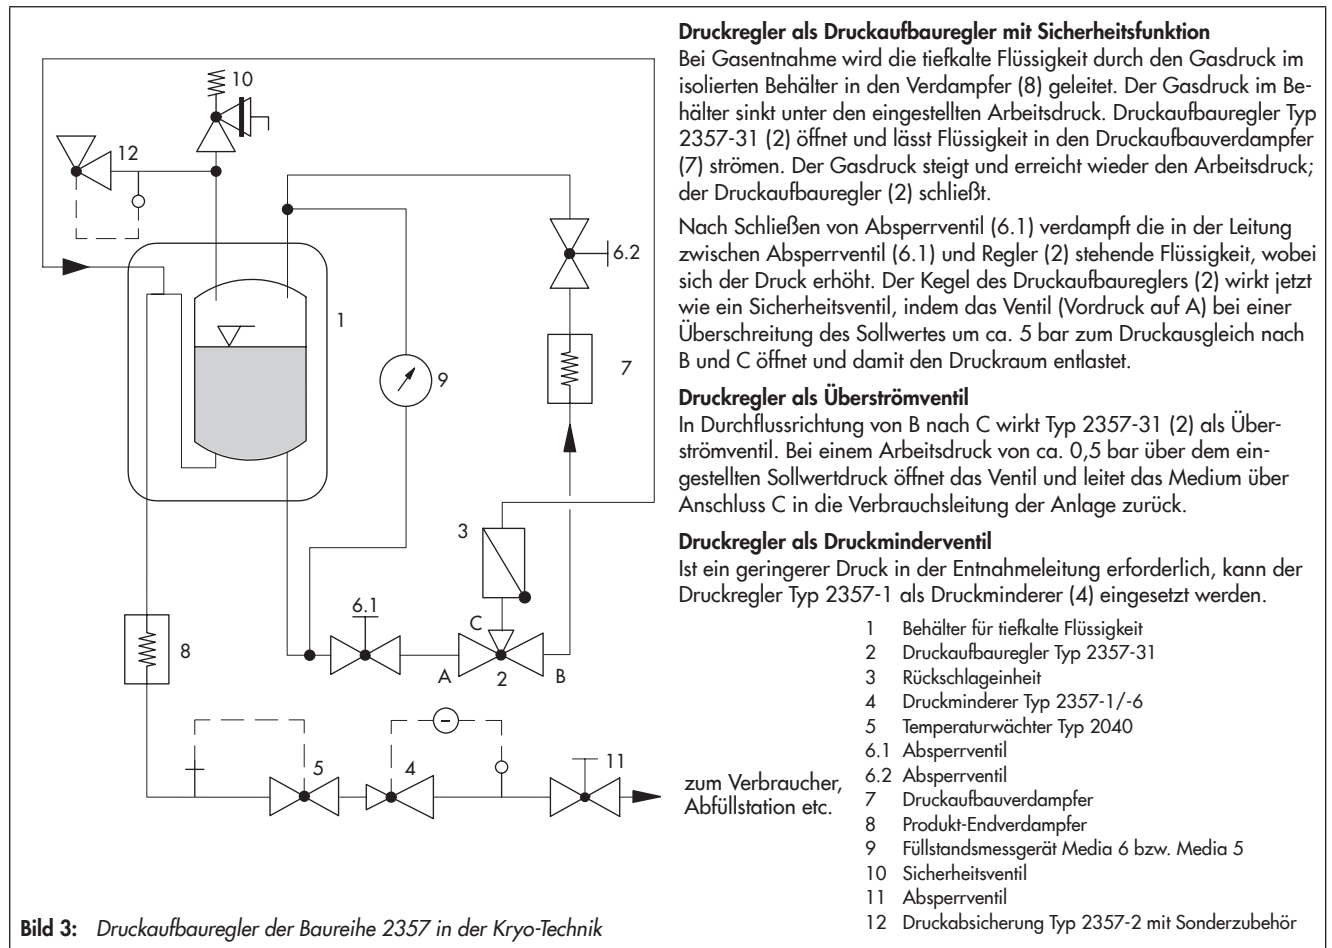 Druckregler als Druckaufbauregler mit Sicherheitsfunktion
Bei Gasentnahme wird die tiefkalte Flüssigkeit durch den Gasdruck im
isolierten Behälter in den Verdampfer (8) geleitet. Der Gasdruck im Be-
hälter sinkt unter den eingestellten Arbeitsdruck. Druckaufbauregler Typ
2357-31 (2) öffnet und lässt Flüssigkeit in den Druckaufbauverdampfer
(7) strömen. Der Gasdruck steigt und erreicht wieder den Arbeitsdruck;
der Druckaufbauregler (2) schließt.
Nach Schließen von Absperrventil (6.1) verdampft die in der Leitung
zwischen Absperrventil (6.1) und Regler (2) stehende Flüssigkeit, wobei
sich der Druck erhöht. Der Kegel des Druckaufbaureglers (2) wirkt jetzt
wie ein Sicherheitsventil, indem das Ventil (Vordruck auf A) bei einer
Überschreitung des Sollwertes um ca. 5 bar zum Druckausgleich nach
B und C öffnet und damit den Druckraum entlastet.
Druckregler als Überströmventil
In Durchflussrichtung von B nach C wirkt Typ 2357-31 (2) als Über-
strömventil. Bei einem Arbeitsdruck von ca. 0,5 bar über dem ein-
gestellten Sollwertdruck öffnet das Ventil und leitet das Medium über
Anschluss C in die Verbrauchsleitung der Anlage zurück.
Druckregler als Druckminderventil
Ist ein geringerer Druck in der Entnahmeleitung erforderlich, kann der
Druckregler Typ 2357-1 als Druckminderer (4) eingesetzt werden.
1 Behälter für tiefkalte Flüssigkeit
2 Druckaufbauregler Typ 2357-31
3 Rückschlageinheit
4 Druckminderer Typ 2357-1/-6
5 Temperaturwächter Typ 2040
6.1 Absperrventil
6.2 Absperrventil
7 Druckaufbauverdampfer
8 Produkt-Endverdampfer
9 Füllstandsmessgerät Media 6 bzw. Media 5
10 Sicherheitsventil
11 Absperrventil
12 Druckabsicherung Typ 2357-2 mit Sonderzubehör
10
12
6.2
1
7
9
3
6.1
C
8
A
2
B
5
4
11
zum Verbraucher,
Abfüllstation etc.
Bild 3: Druckaufbauregler der Baureihe 2357 in der Kryo-Technik